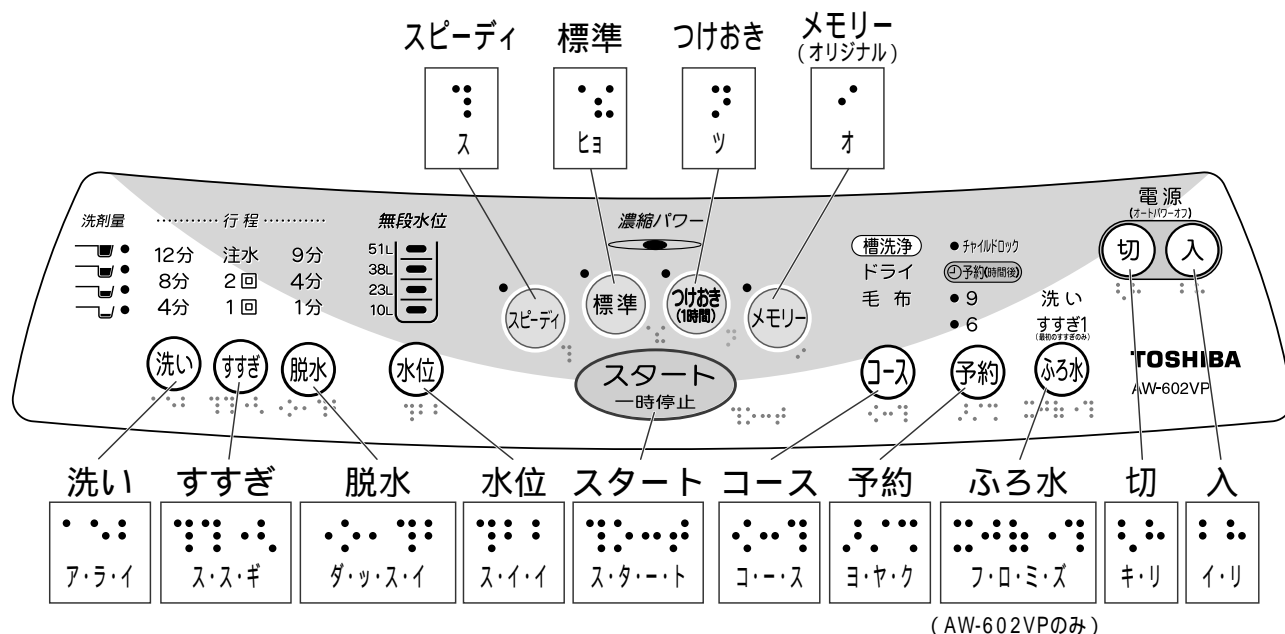 スピーディ 標準 つけおき メモリー
(オリジナル)
ス ヒョ ツ オ
電源
(オートパワーオフ)
切 入
洗剤量 ………… 行程 …………
12分 注水 9分
8分 2回 4分
4分 1回 1分
無段水位
51L
38L
23L
10L
濃縮パワー
スピーディ
標準
つけおき
(1時間)
メモリー
槽洗浄
ドライ
毛布
チャイルドロック
予約(時間後)
9
6
洗い
すすぎ1
(最初のすすぎのみ)
TOSHIBA
AW-602VP
洗い すすぎ 脱水 水位
スタート
一時停止
コース 予約 ふろ水
洗い すすぎ 脱水 水位 スタート コース 予約 ふろ水 切 入
ア・ラ・イ ス・ス・ギ ダ・ッ・ス・イ ス・イ・イ ス・タ・ー・ト コ・ー・ス ヨ・ヤ・ク フ・ロ・ミ・ズ キ・リ イ・リ
(AW-602VPのみ)